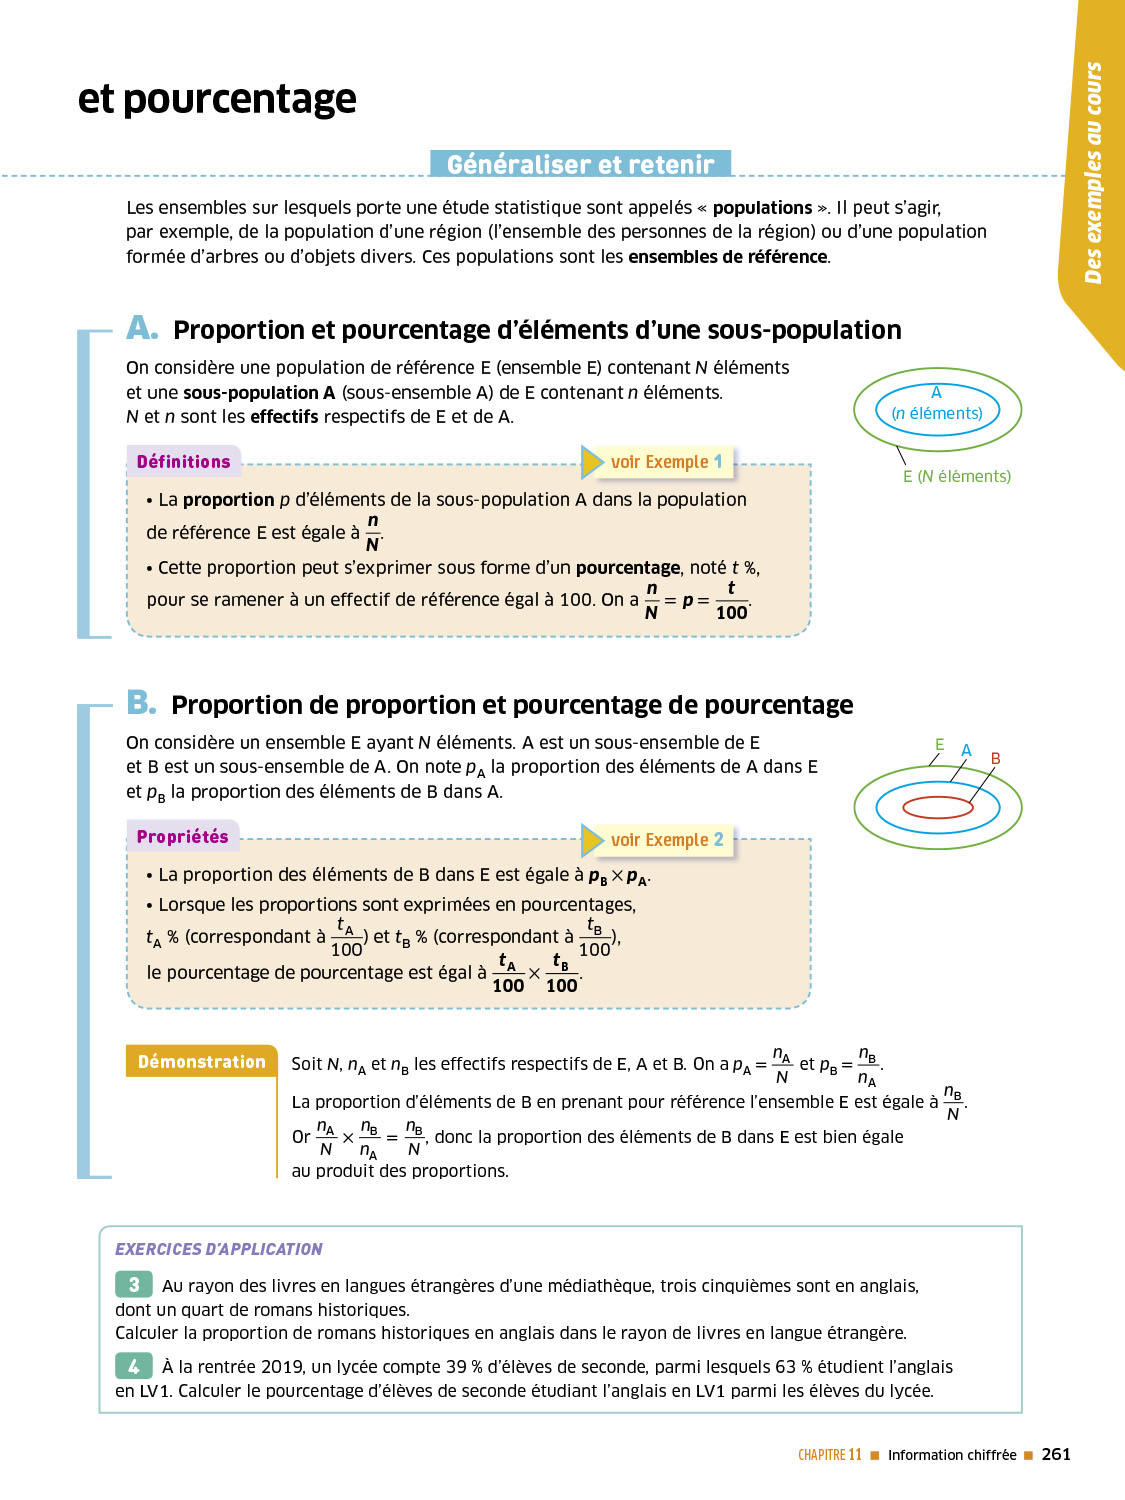 et pourcentage
Des exemples au cours
Généraliser et retenir
Les ensembles sur lesquels porte une étude statistique sont appelés « populations ». Il peut s'agir,
par exemple, de la population d'une région (l'ensemble des personnes de la région) ou d'une population
formée d'arbres ou d'objets divers. Ces populations sont les ensembles de référence.
A. Proportion et pourcentage d'éléments d'une sous-population
On considère une population de référence E (ensemble E) contenant N éléments
et une sous-population A (sous-ensemble A) de E contenant n éléments.
N et n sont les effectifs respectifs de E et de A.
A
(n éléments)
E (N éléments)
Définitions
voir Exemple 1
• La proportion p d'éléments de la sous-population A dans la population
de référence E est égale à n/N.
• Cette proportion peut s'exprimer sous forme d'un pourcentage, noté t %,
pour se ramener à un effectif de référence égal à 100. On a n/N = p = t/100.
B. Proportion de proportion et pourcentage de pourcentage
On considère un ensemble E ayant N éléments. A est un sous-ensemble de E
et B est un sous-ensemble de A. On note p_A la proportion des éléments de A dans E
et p_B la proportion des éléments de B dans A.
E A B
Propriétés
voir Exemple 2
• La proportion des éléments de B dans E est égale à p_B × p_A.
• Lorsque les proportions sont exprimées en pourcentages,
t_A % (correspondant à t_A/100) et t_B % (correspondant à t_B/100),
le pourcentage de pourcentage est égal à t_A/100 × t_B/100.
Démonstration
Soit N, n_A et n_B les effectifs respectifs de E, A et B. On a p_A = n_A/N et p_B = n_B/n_A.
La proportion d'éléments de B en prenant pour référence l'ensemble E est égale à n_B/N.
Or n_A/N × n_B/n_A = n_B/N, donc la proportion des éléments de B dans E est bien égale
au produit des proportions.
EXERCICES D'APPLICATION
3 Au rayon des livres en langues étrangères d'une médiathèque, trois cinquièmes sont en anglais,
dont un quart de romans historiques.
Calculer la proportion de romans historiques en anglais dans le rayon de livres en langue étrangère.
4 À la rentrée 2019, un lycée compte 39 % d'élèves de seconde, parmi lesquels 63 % étudient l'anglais
en LV1. Calculer le pourcentage d'élèves de seconde étudiant l'anglais en LV1 parmi les élèves du lycée.
CHAPITRE 11 ■ Information chiffrée ■ 261